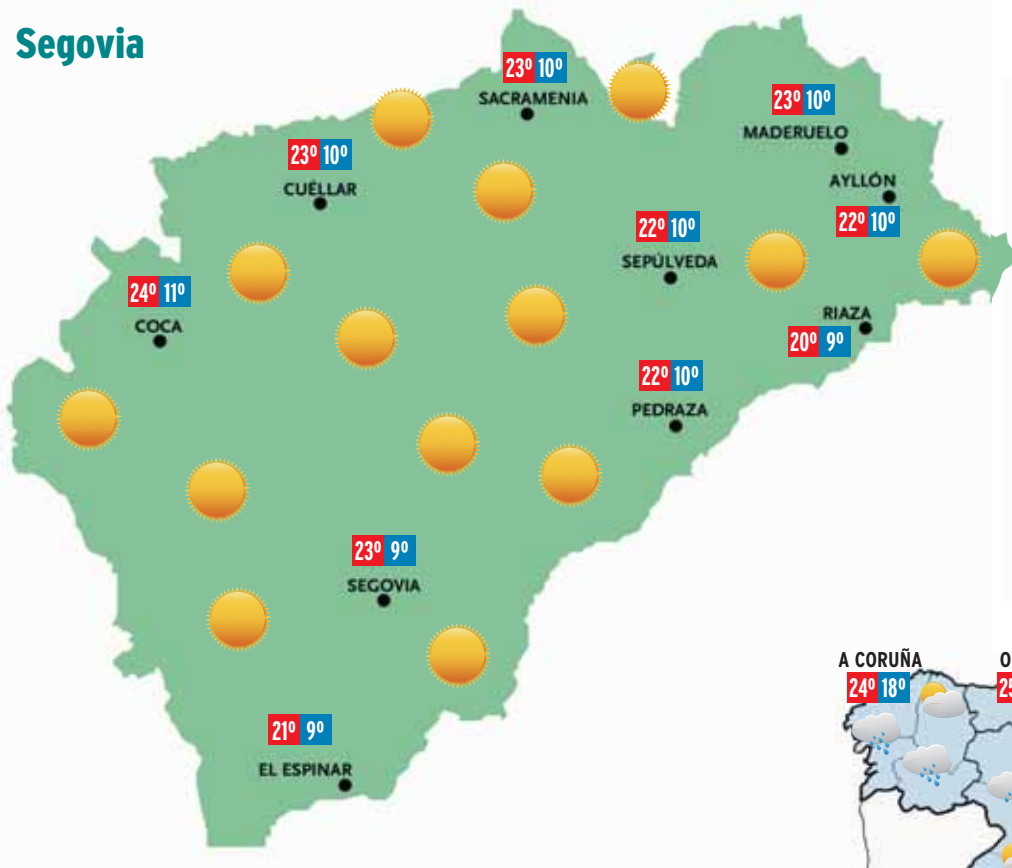 Segovia
23º 10º
SACRAMENIA
23º 10º
MADERUELO
23º 10º
CUÉLLAR
AYLLÓN
22º 10º
22º 10º
SEPÚLVEDA
24º 11º
COCA
RIAZA
20º 9º
22º 10º
PEDRAZA
23º 9º
SEGOVIA
21º 9º
EL ESPINAR
A CORUÑA
24º 18º
O
25